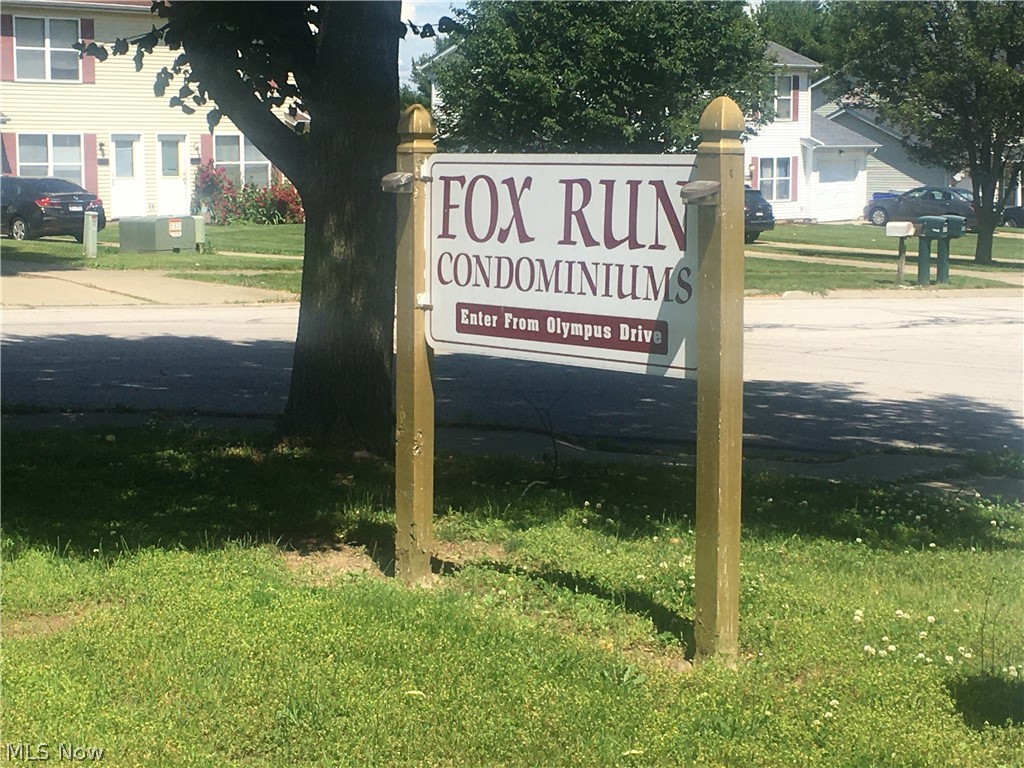 FOX RUN
CONDOMINIUMS
Enter From Olympus Drive
MLS Now